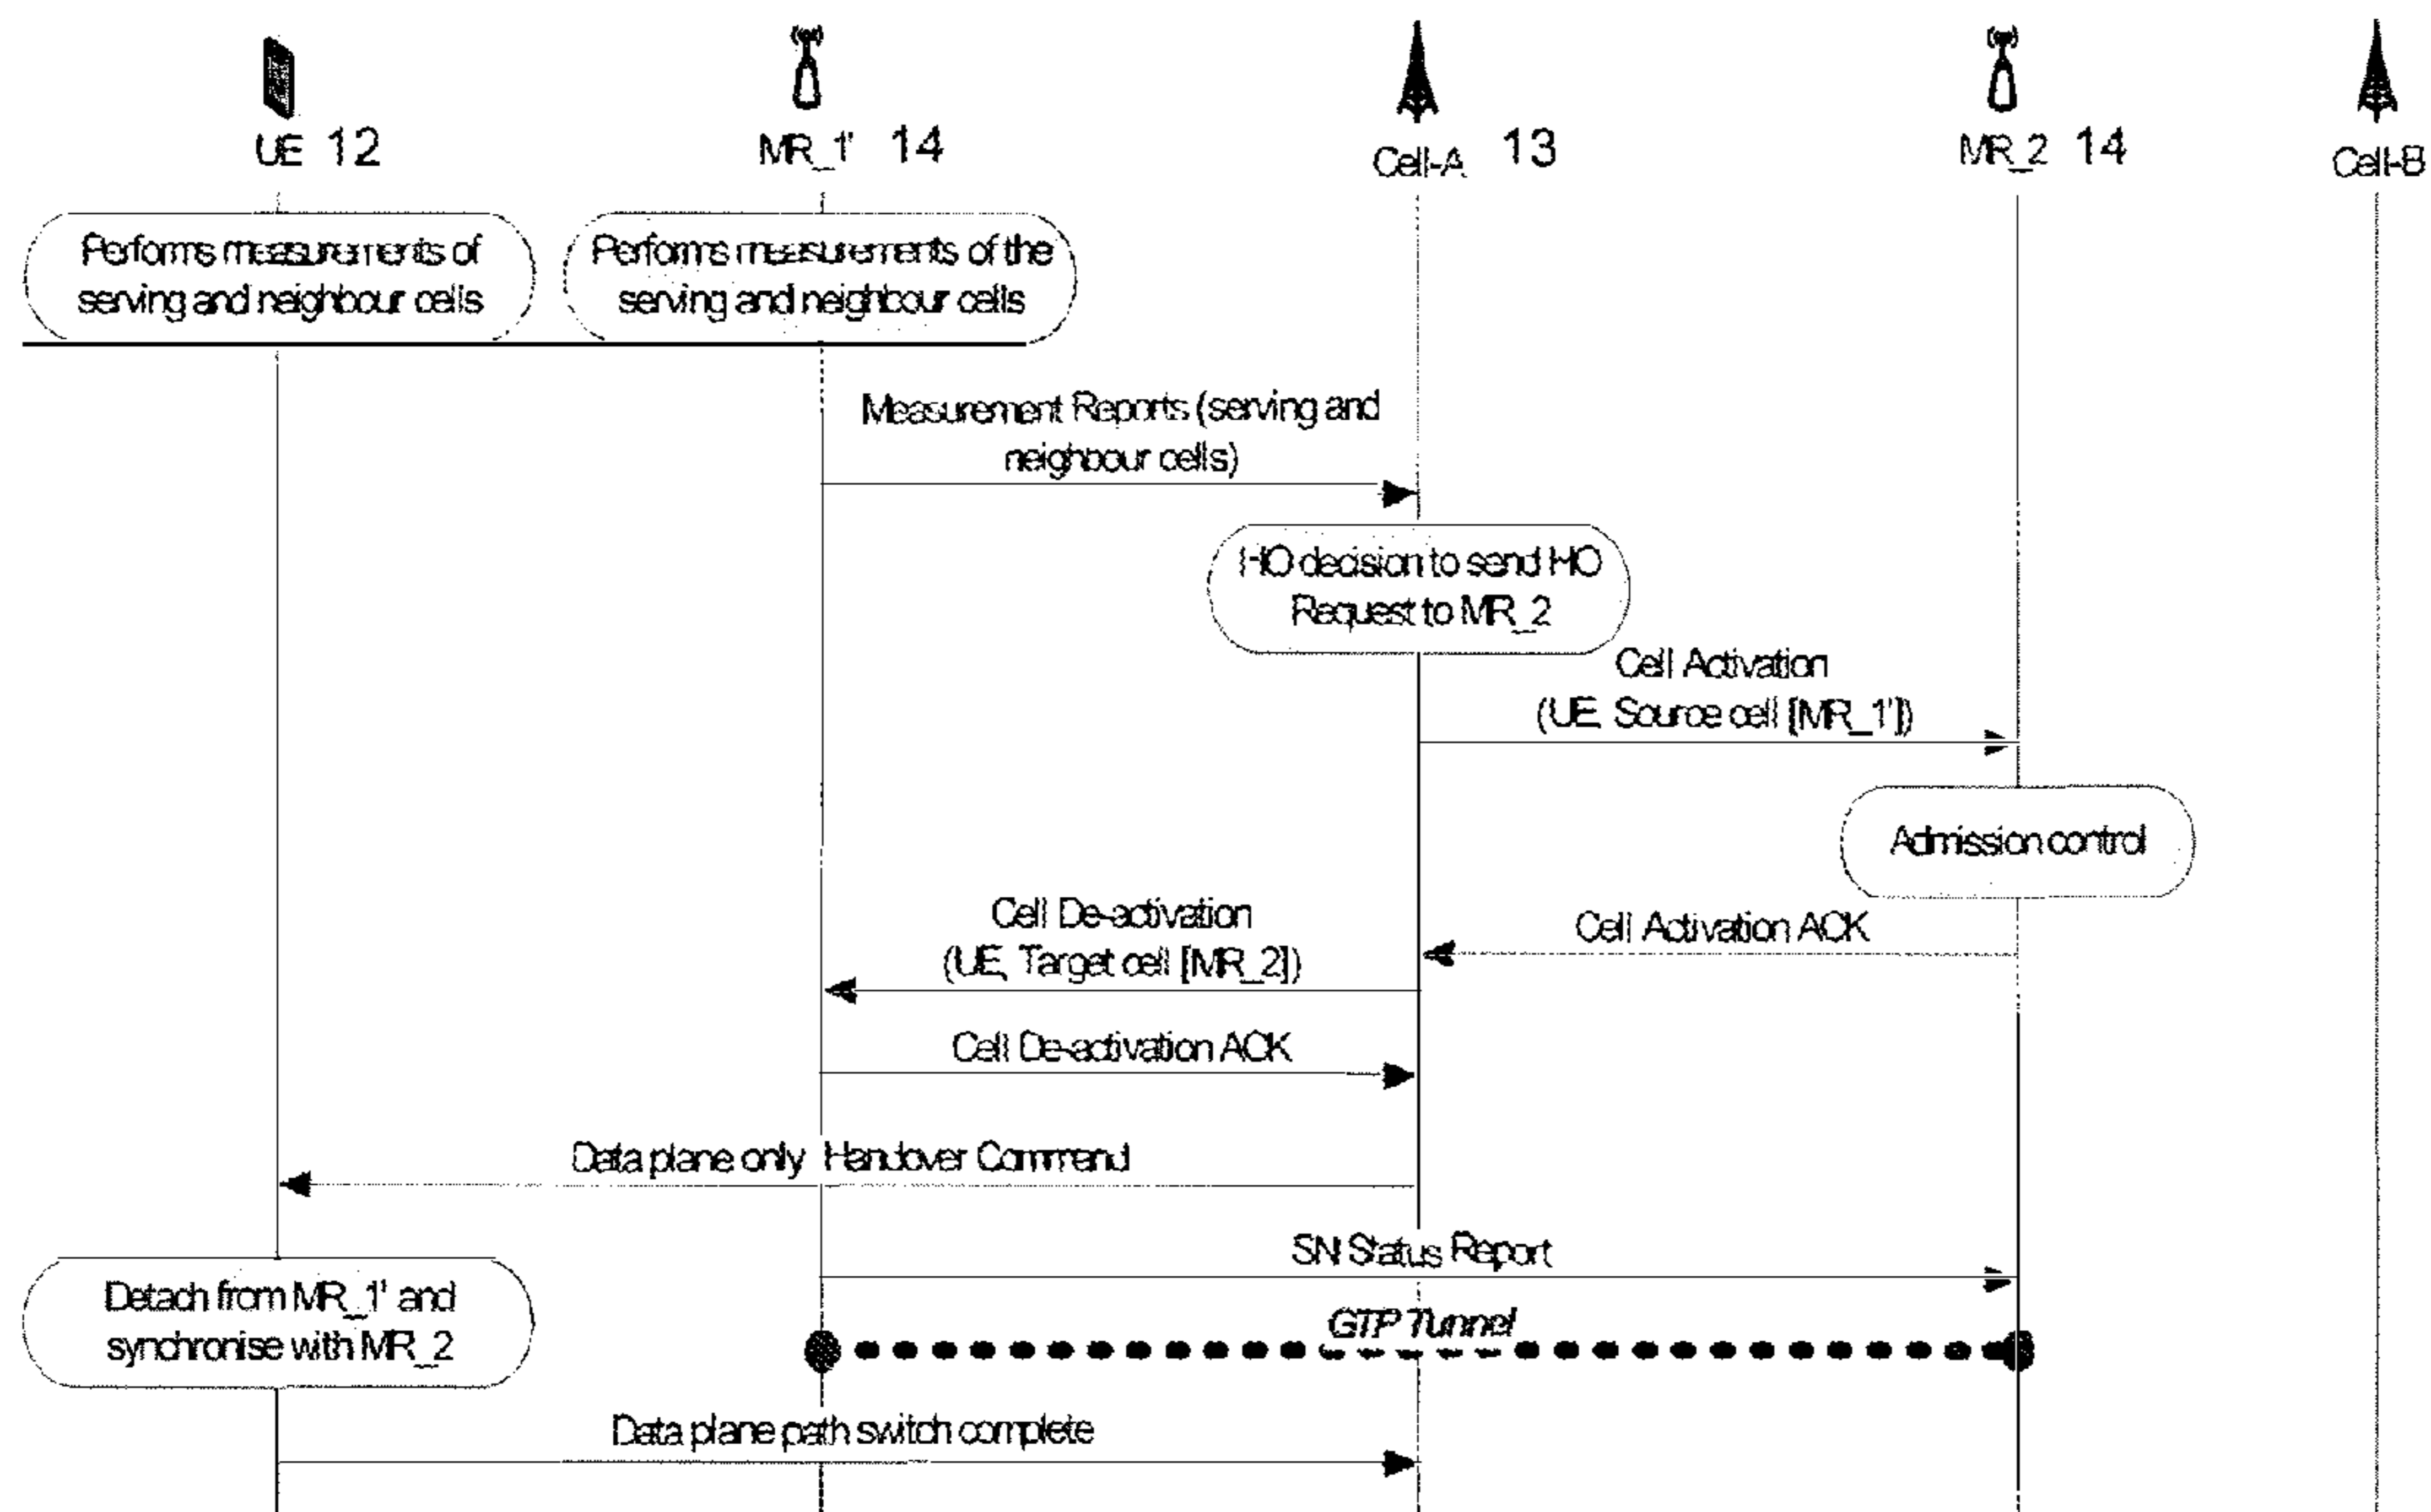 UE 12
MR_1' 14
Cell-A 13
MR_2 14
Cell-B
Performs measurements of
serving and neighbour cells
Performs measurements of the
serving and neighbour cells
Measurement Reports (serving and
neighbour cells)
HO decision to send HO
Request to MR_2
Cell Activation
(UE, Source cell [MR_1'])
Admission control
Cell Activation ACK
Cell De-activation
(UE, Target cell [MR_2])
Cell De-activation ACK
Data plane only Handover Command
SN Status Report
Detach from MR_1' and
synchronise with MR_2
GTP Tunnel
Data plane path switch complete